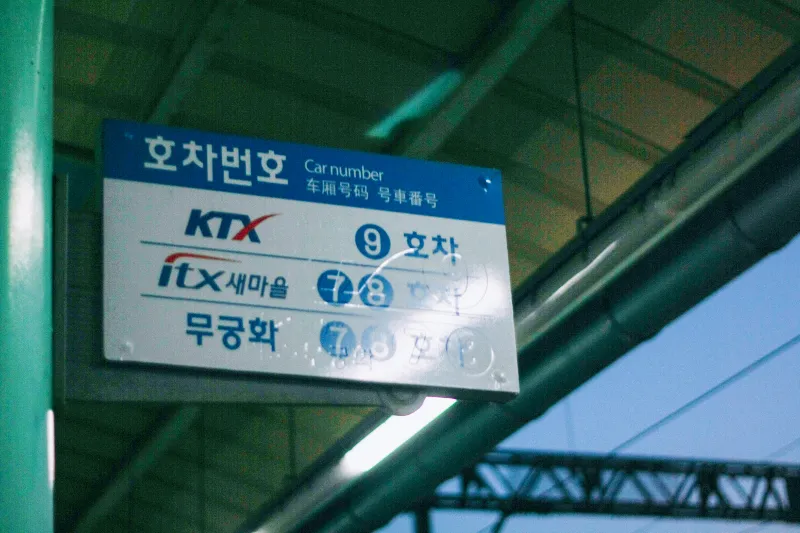 호차번호 Car number
车厢号码 号車番号
KTX 9 호차
itx 새마을 7 8 호차
무궁화 7 8 호차